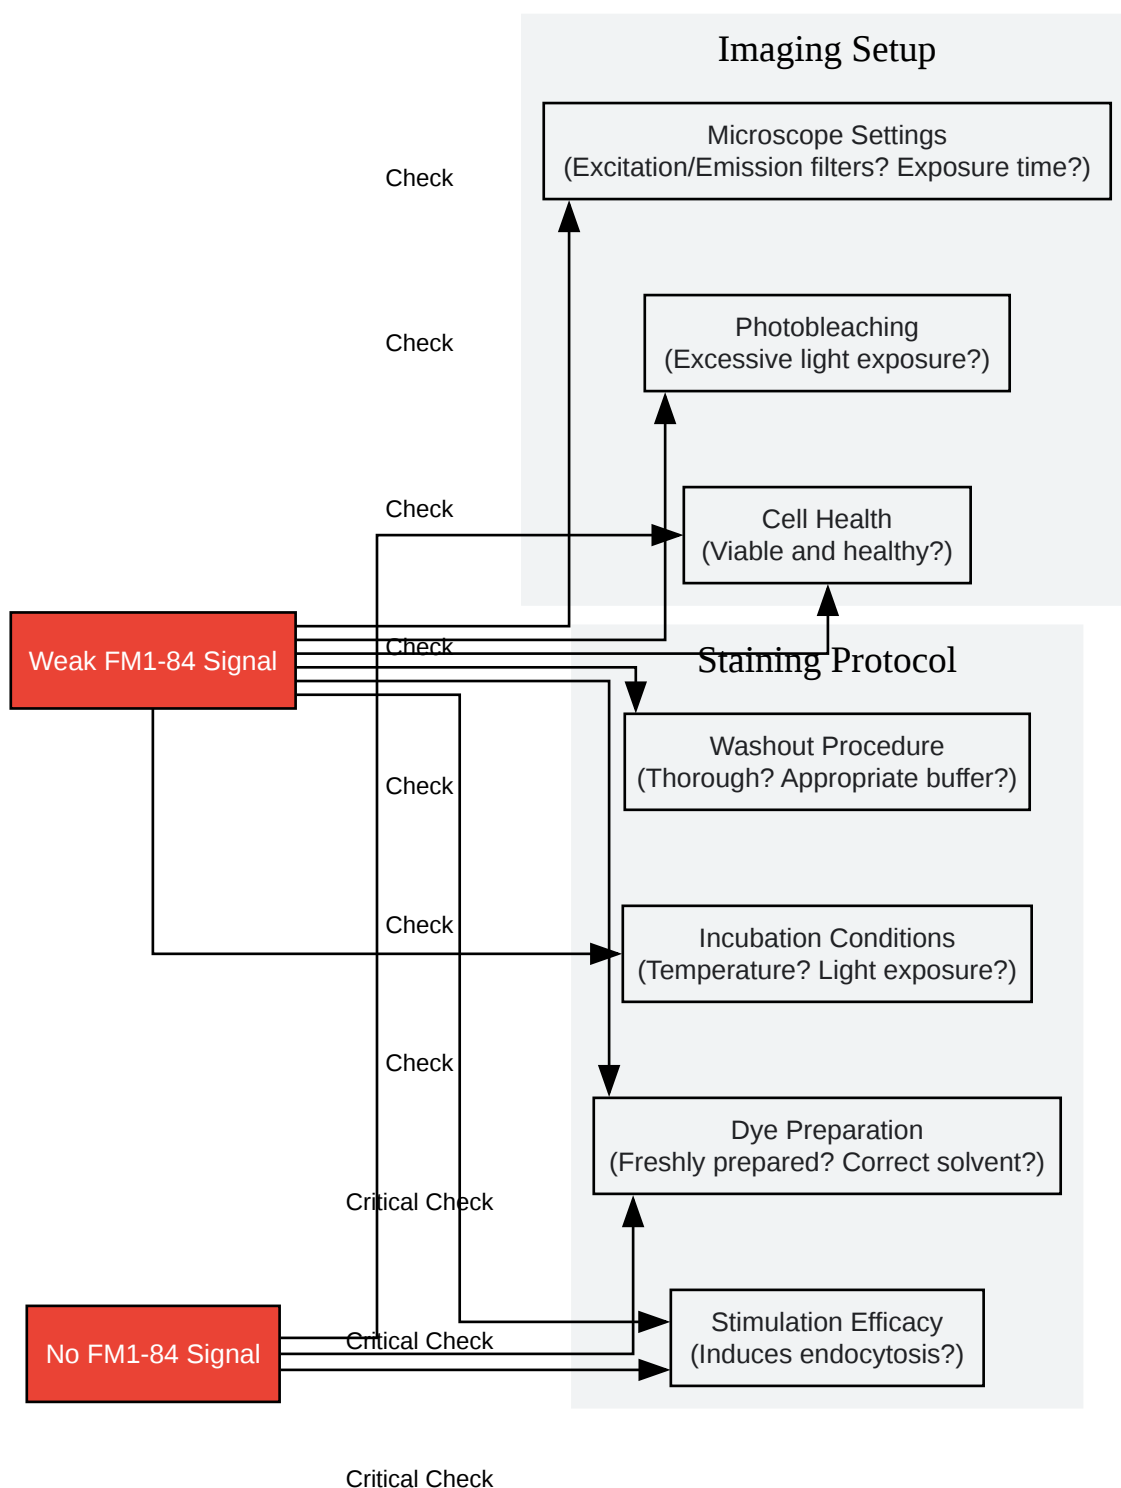 Imaging Setup
Microscope Settings
(Excitation/Emission filters? Exposure time?)
Check
Check
Photobleaching
(Excessive light exposure?)
Check
Cell Health
(Viable and healthy?)
Weak FM1-84 Signal
Check
Staining Protocol
Washout Procedure
(Thorough? Appropriate buffer?)
Check
Check
Incubation Conditions
(Temperature? Light exposure?)
Check
Dye Preparation
(Freshly prepared? Correct solvent?)
Critical Check
Stimulation Efficacy
(Induces endocytosis?)
No FM1-84 Signal
Critical Check
Critical Check